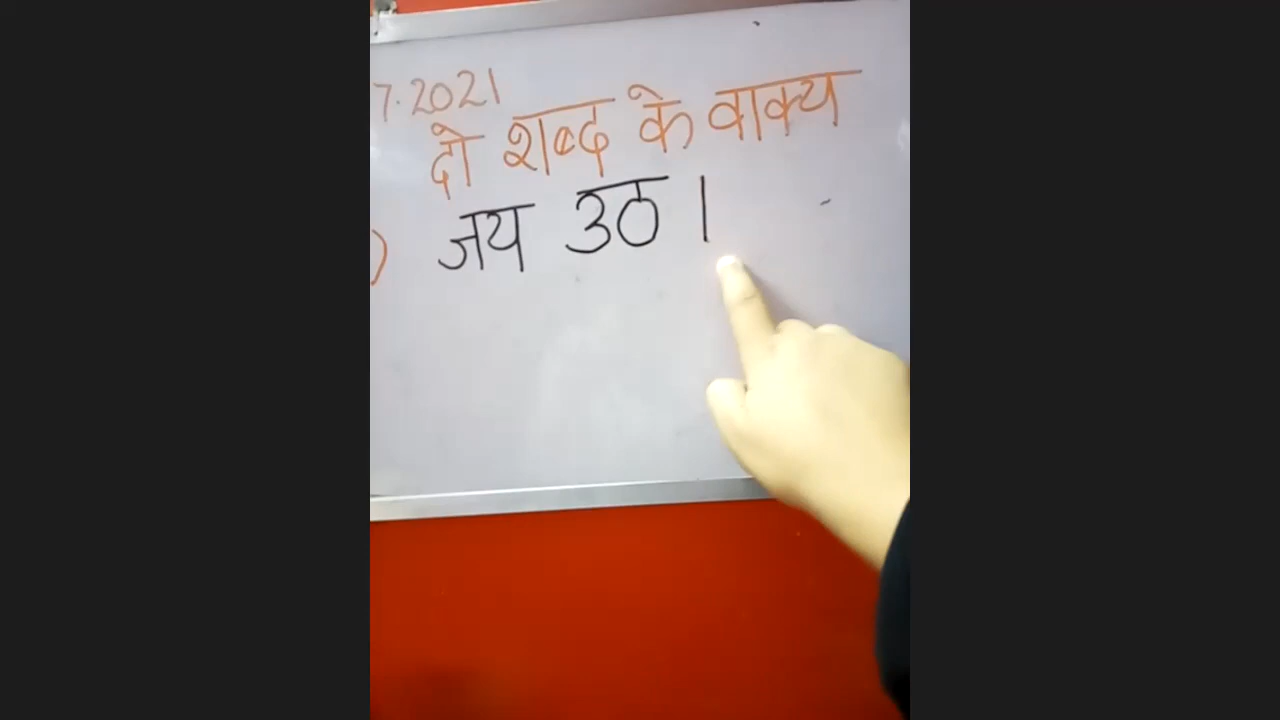 7.2021
दो शब्द के वाक्य
) जय उठ ।